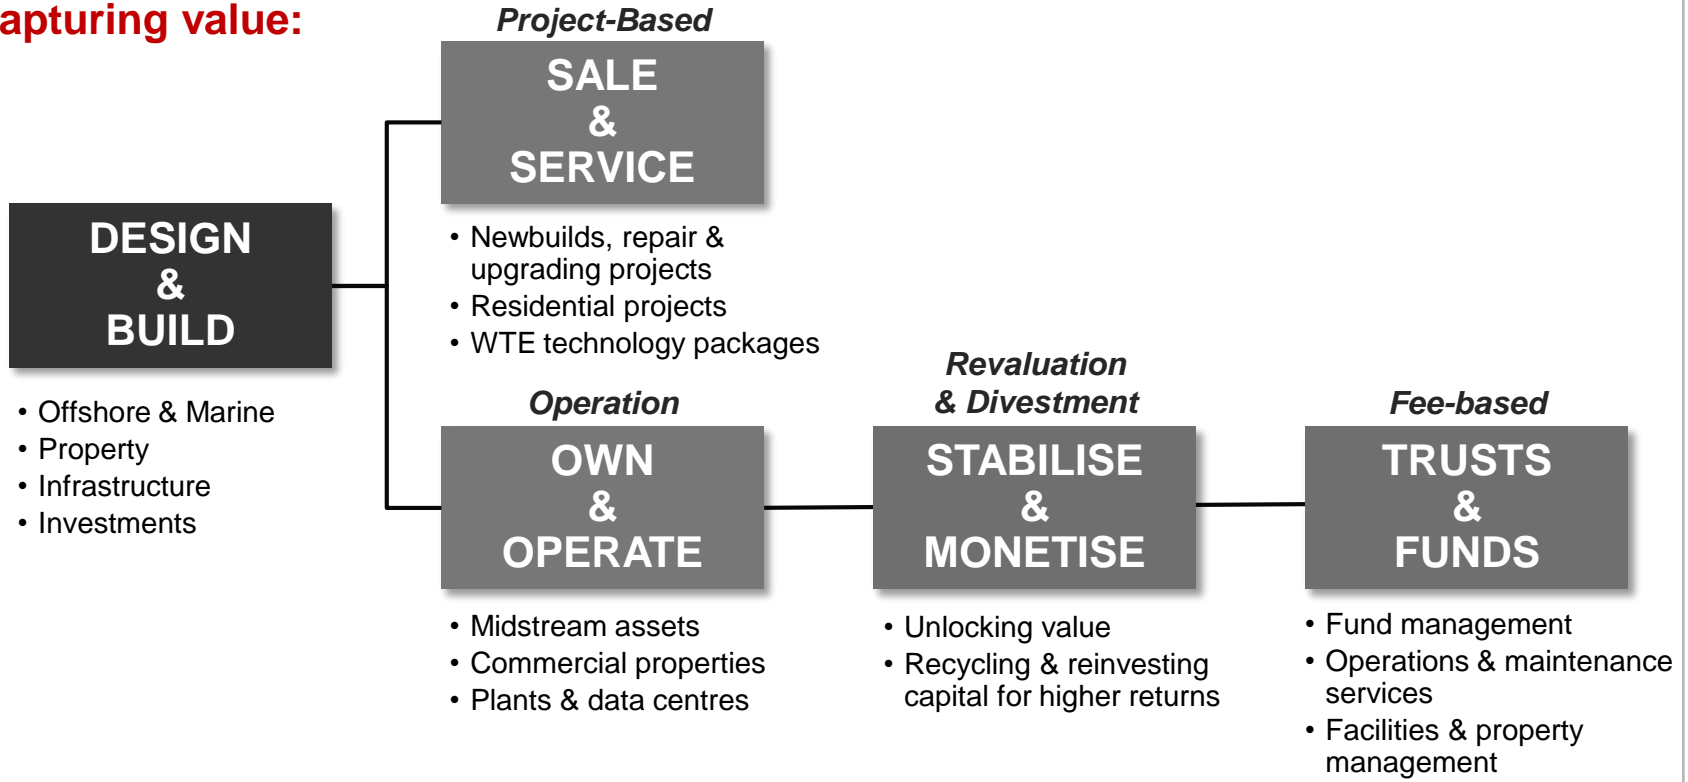 apturing value:
Project-Based
SALE
&
SERVICE
• Newbuilds, repair &
upgrading projects
• Residential projects
• WTE technology packages
DESIGN
&
BUILD
• Offshore & Marine
• Property
• Infrastructure
• Investments
Operation
OWN
&
OPERATE
• Midstream assets
• Commercial properties
• Plants & data centres
Revaluation
& Divestment
STABILISE
&
MONETISE
• Unlocking value
• Recycling & reinvesting
capital for higher returns
Fee-based
TRUSTS
&
FUNDS
• Fund management
• Operations & maintenance
services
• Facilities & property
management